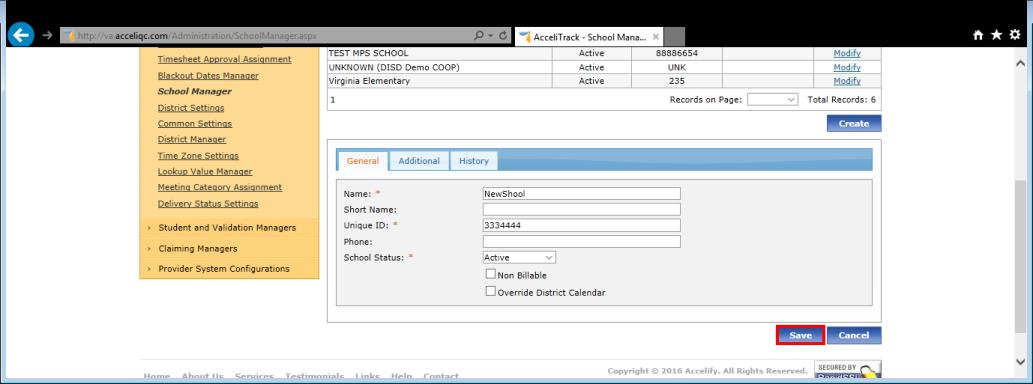 http://va.acceliqc.com/Administration/SchoolManager.aspx
AcceliTrack - School Mana...
Timesheet Approval Assignment
Blackout Dates Manager
School Manager
District Settings
Common Settings
District Manager
Time Zone Settings
Lookup Value Manager
Meeting Category Assignment
Delivery Status Settings
Student and Validation Managers
Claiming Managers
Provider System Configurations
TEST MPS SCHOOL Active 88886654 Modify
UNKNOWN (DISD Demo COOP) Active UNK Modify
Virginia Elementary Active 235 Modify
1 Records on Page: Total Records: 6
Create
General Additional History
Name: * NewShool
Short Name:
Unique ID: * 3334444
Phone:
School Status: * Active
Non Billable
Override District Calendar
Save Cancel
Home About Us Services Testimonials Links Help Contact
Copyright © 2016 Accelify. All Rights Reserved.
SECURED BY